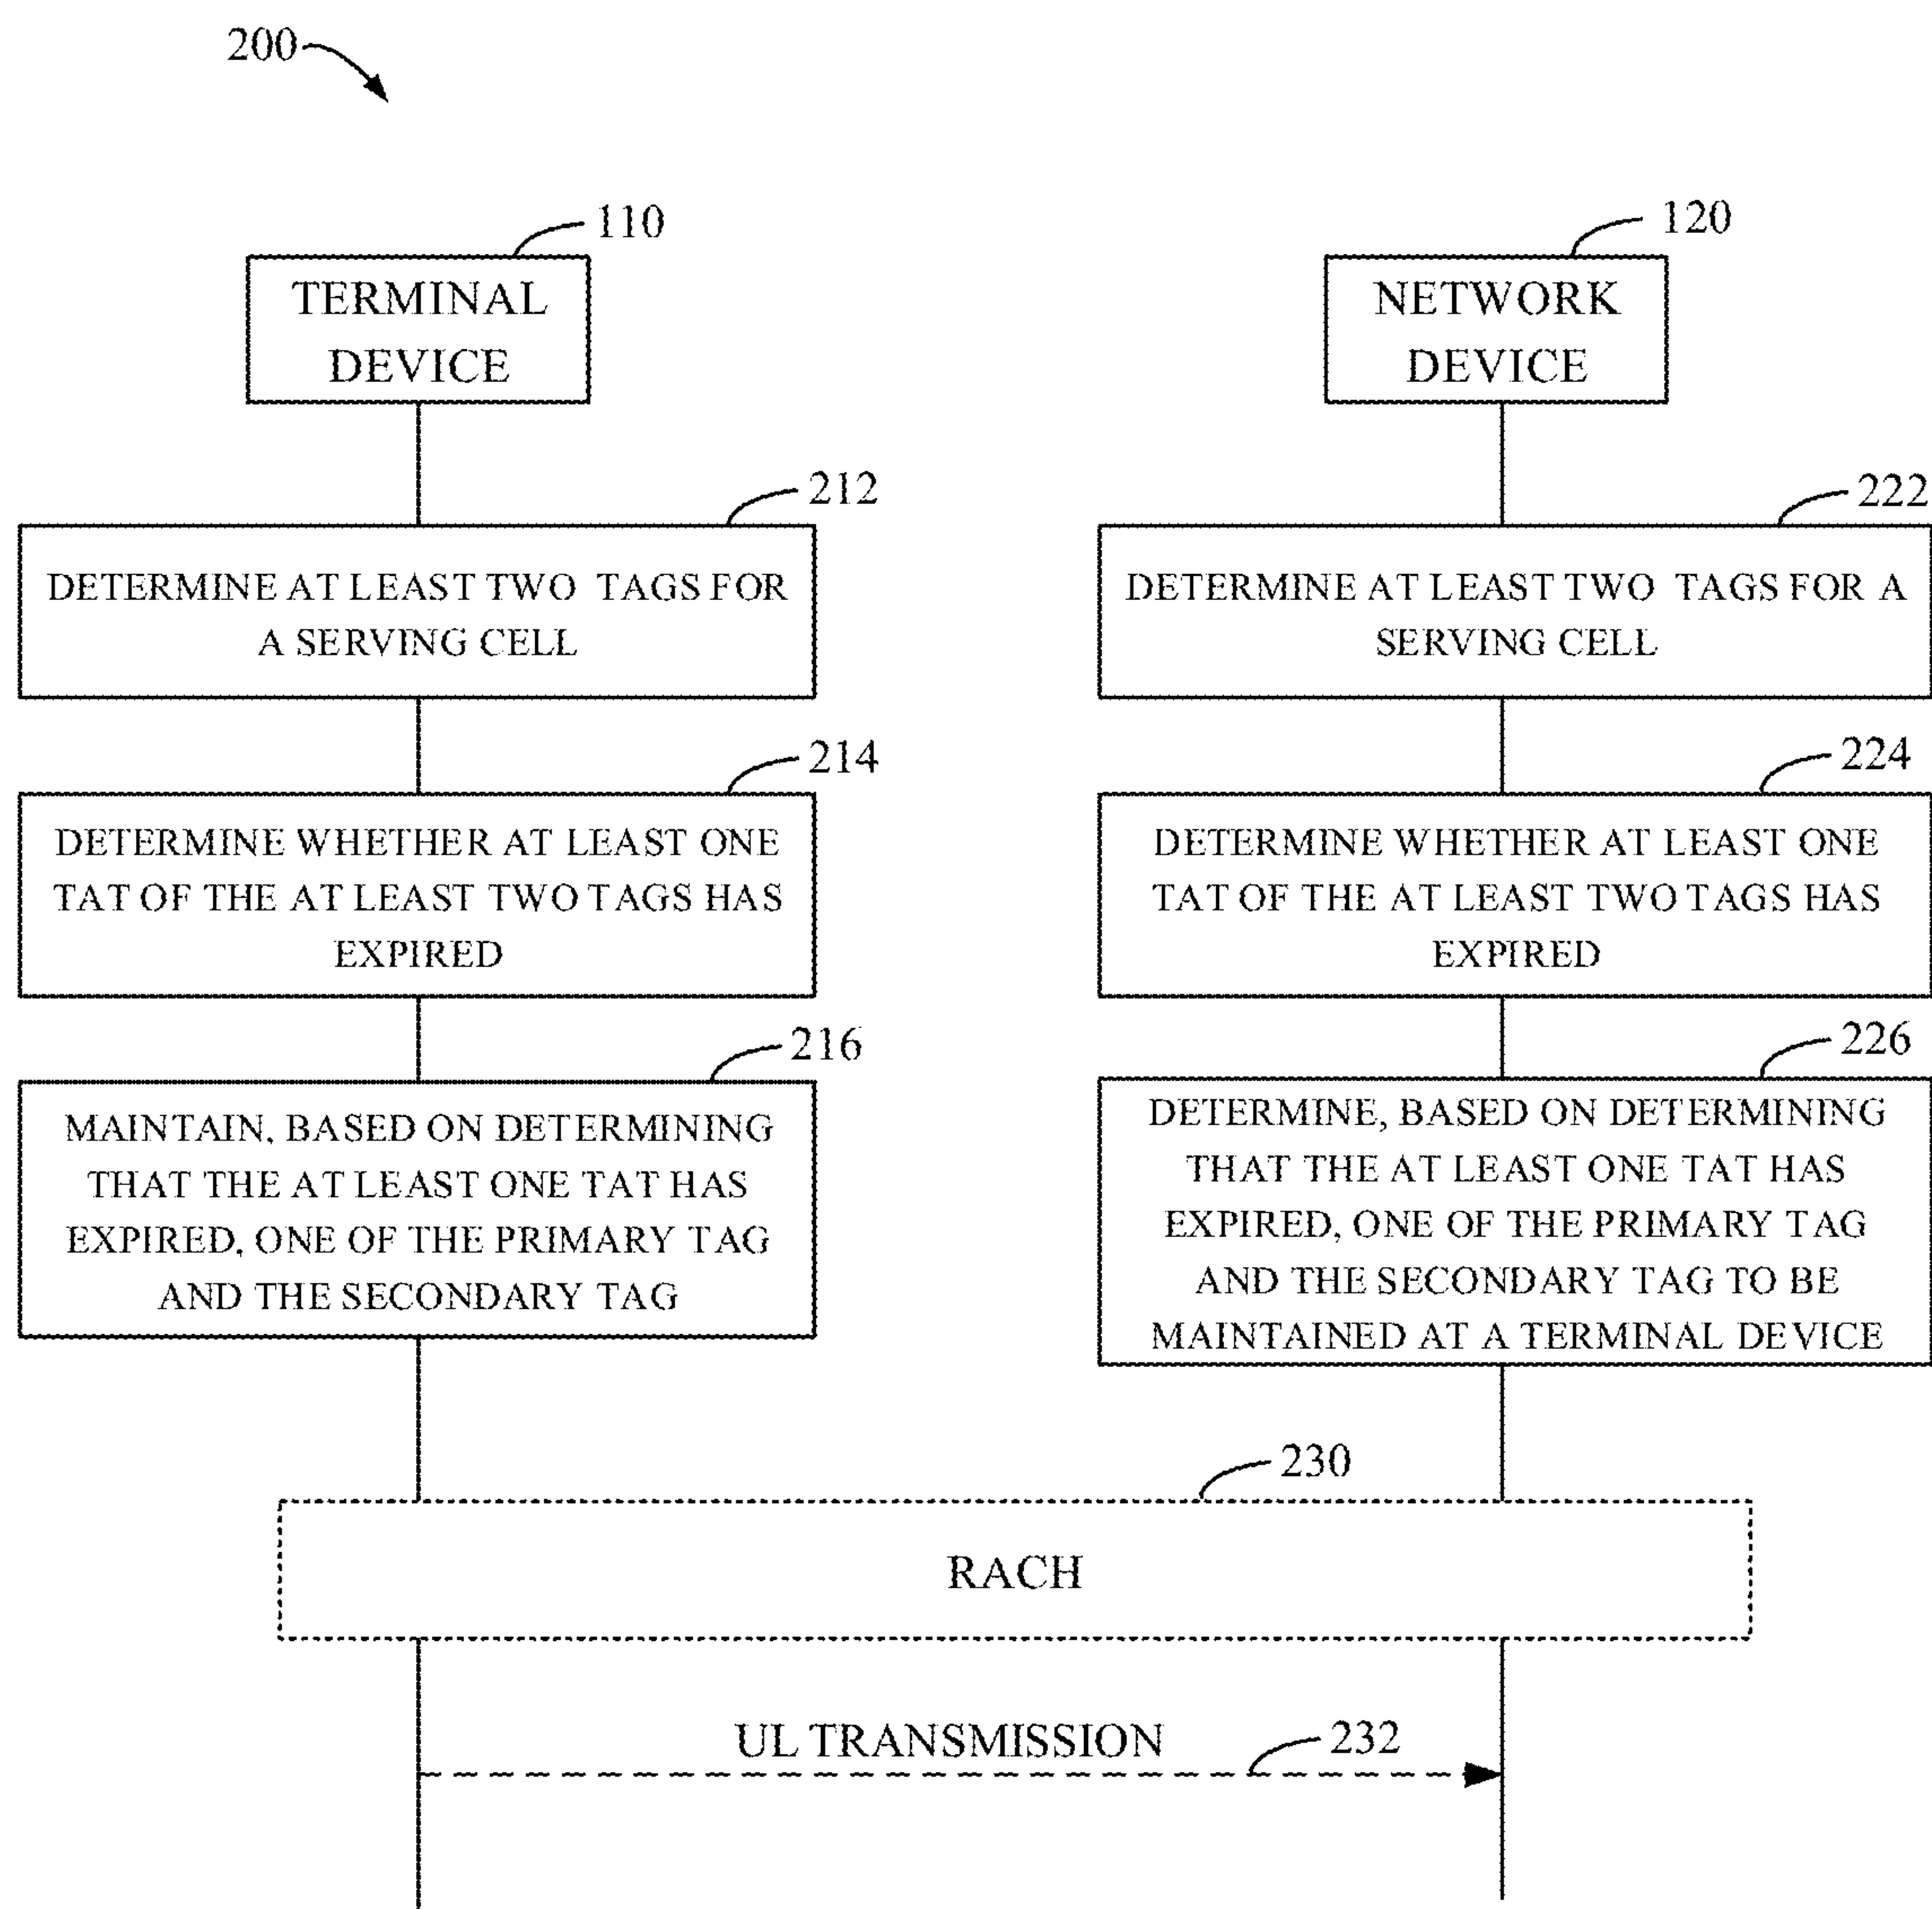 200
110
120
TERMINAL
DEVICE
NETWORK
DEVICE
212
222
DETERMINE AT LEAST TWO TAGS FOR
A SERVING CELL
DETERMINE AT LEAST TWO TAGS FOR A
SERVING CELL
214
224
DETERMINE WHETHER AT LEAST ONE
TAT OF THE AT LEAST TWO TAGS HAS
EXPIRED
DETERMINE WHETHER AT LEAST ONE
TAT OF THE AT LEAST TWO TAGS HAS
EXPIRED
216
226
MAINTAIN, BASED ON DETERMINING
THAT THE AT LEAST ONE TAT HAS
EXPIRED, ONE OF THE PRIMARY TAG
AND THE SECONDARY TAG
DETERMINE, BASED ON DETERMINING
THAT THE AT LEAST ONE TAT HAS
EXPIRED, ONE OF THE PRIMARY TAG
AND THE SECONDARY TAG TO BE
MAINTAINED AT A TERMINAL DEVICE
230
RACH
UL TRANSMISSION
232